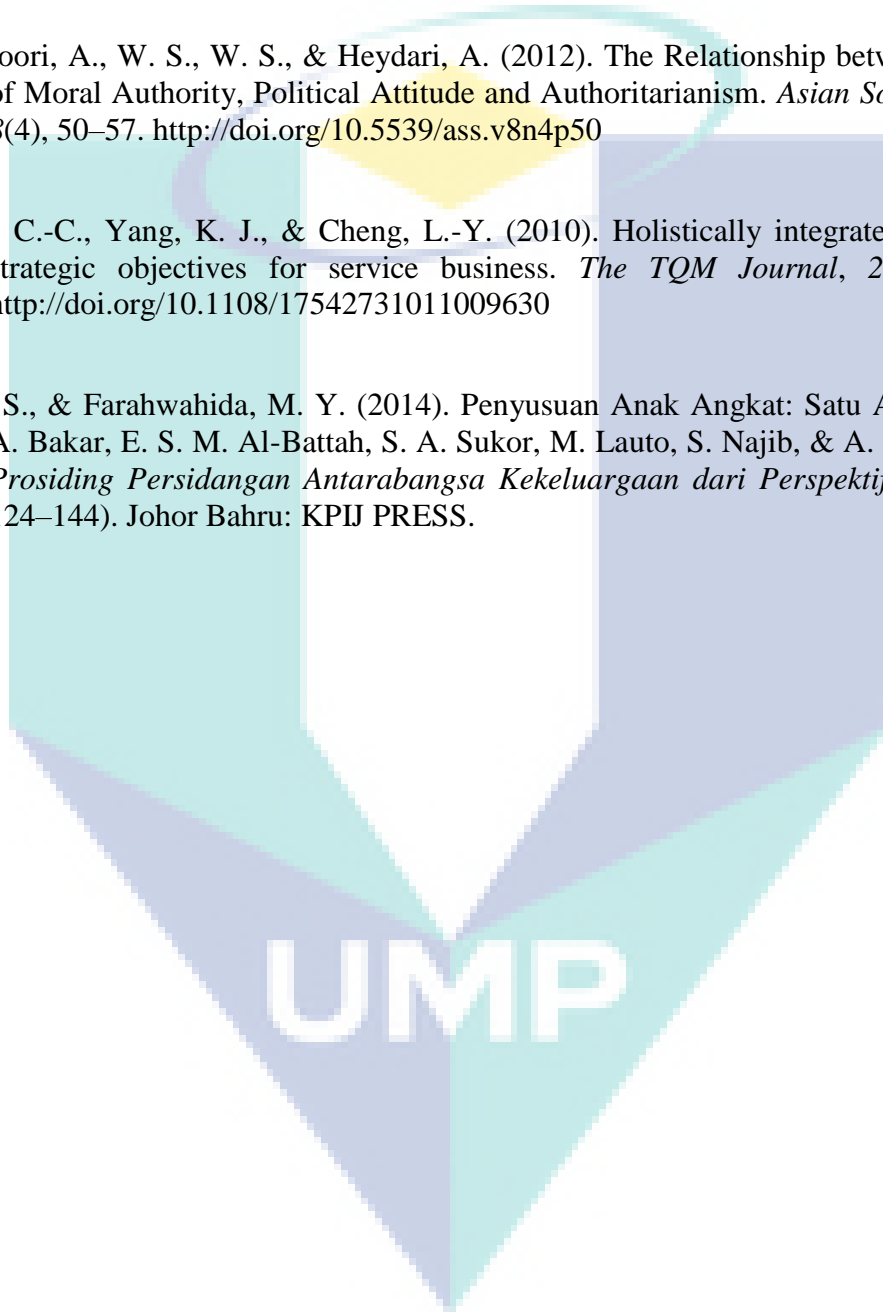 oori, A., W. S., W. S., & Heydari, A. (2012). The Relationship betw
of Moral Authority, Political Attitude and Authoritarianism. Asian So
8(4), 50–57. http://doi.org/10.5539/ass.v8n4p50
C.-C., Yang, K. J., & Cheng, L.-Y. (2010). Holistically integrate
trategic objectives for service business. The TQM Journal, 2
http://doi.org/10.1108/17542731011009630
S., & Farahwahida, M. Y. (2014). Penyusuan Anak Angkat: Satu A
A. Bakar, E. S. M. Al-Battah, S. A. Sukor, M. Lauto, S. Najib, & A.
Prosiding Persidangan Antarabangsa Kekeluargaan dari Perspektif
124–144). Johor Bahru: KPIJ PRESS.
UMP